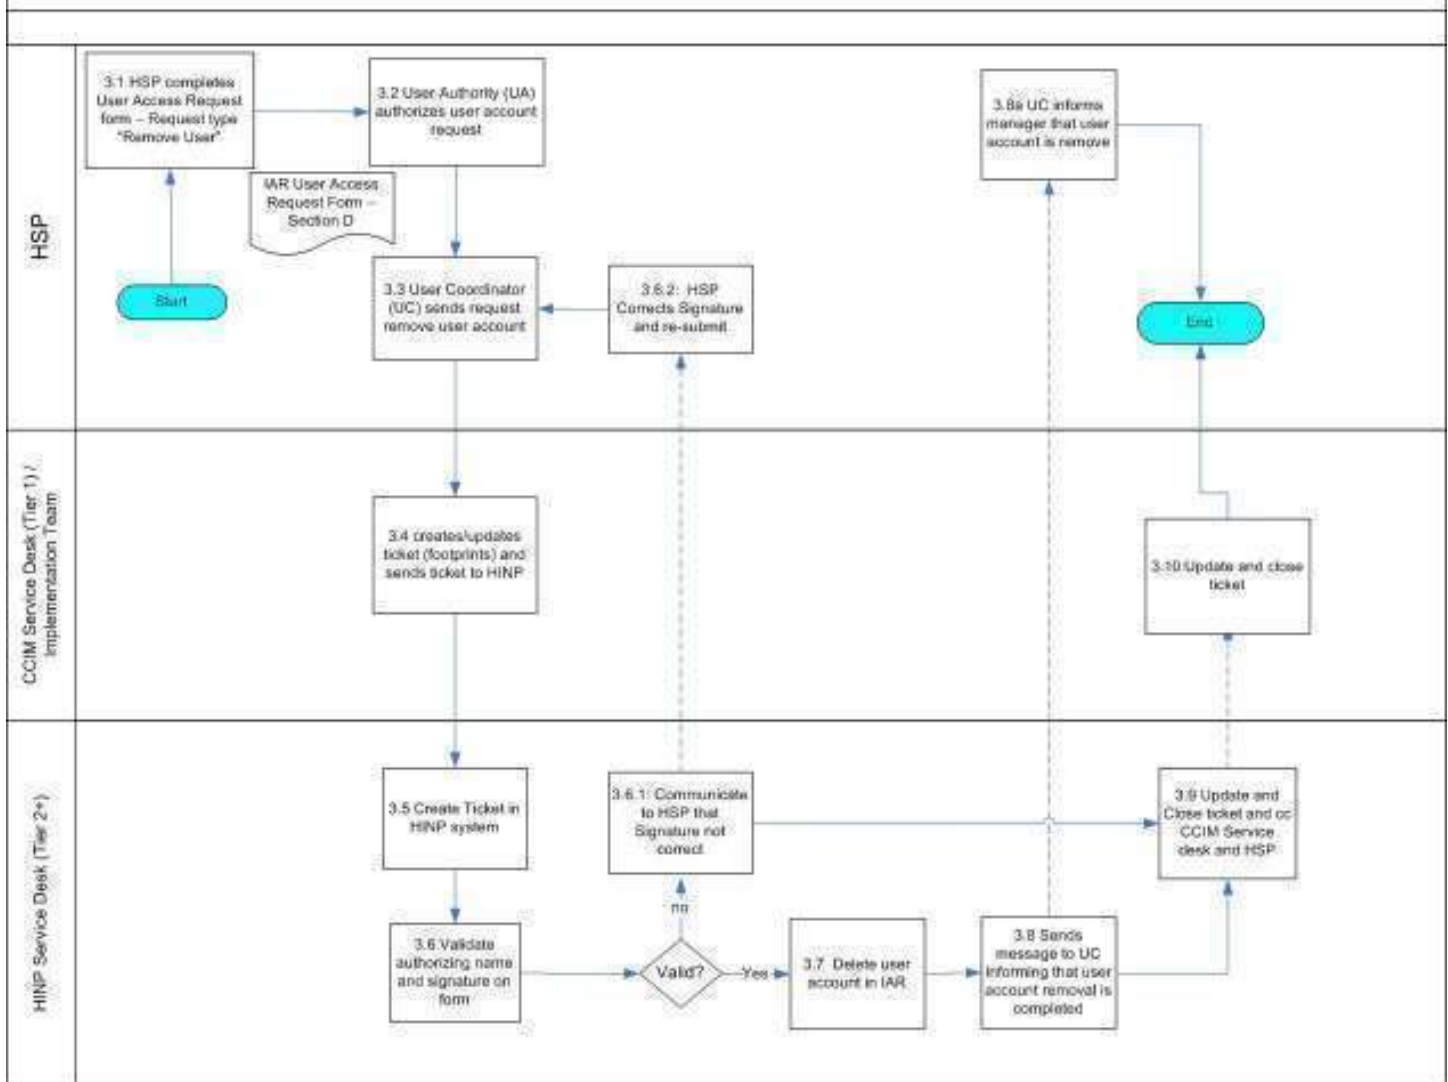 HSP
3.1 HSP completes
User Access Request
form – Request type
"Remove User"
3.2 User Authority (UA)
authorizes user account
request
3.8a UC informs
manager that user
account is remove
IAR User Access
Request Form –
Section D
Start
3.3 User Coordinator
(UC) sends request
remove user account
3.6.2: HSP
Corrects Signature
and re-submit
End
CCIM Service Desk (Tier 1) /
Implementation Team
3.4 creates/updates
ticket (footprints) and
sends ticket to HINP
3.10 Update and close
ticket
HINP Service Desk (Tier 2+)
3.5 Create Ticket in
HINP system
3.6.1: Communicate
to HSP that
Signature not
correct
3.9 Update and
Close ticket and cc
CCIM Service
desk and HSP
no
3.6 Validate
authorizing name
and signature on
form
Valid?
Yes
3.7 Delete user
account in IAR
3.8 Sends
message to UC
informing that user
account removal is
completed